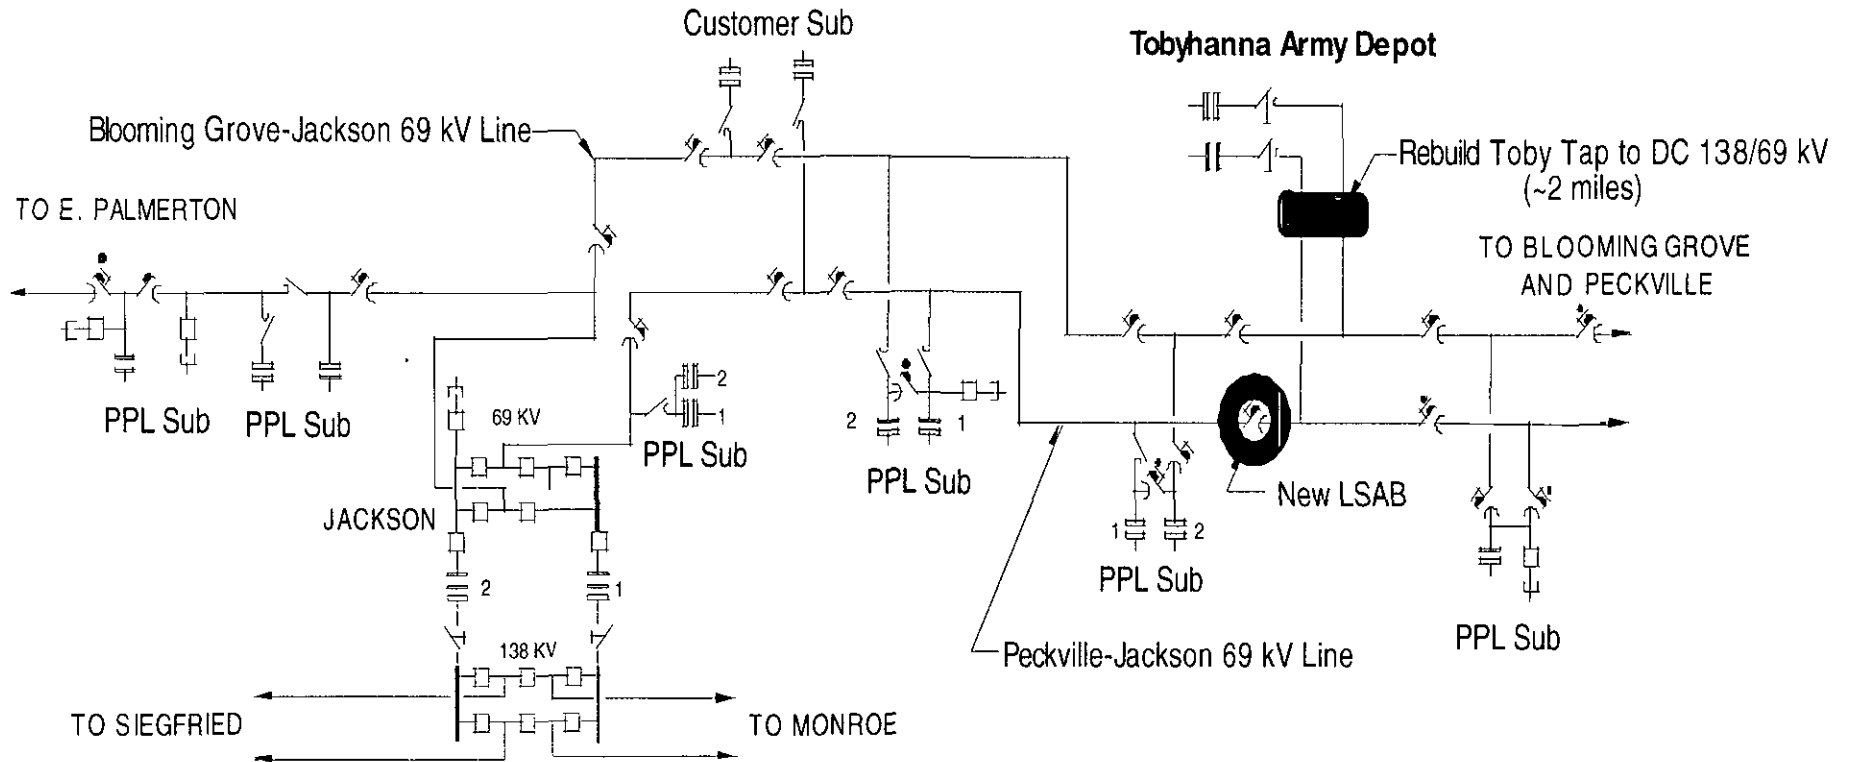 Customer Sub
Tobyhanna Army Depot
Blooming Grove-Jackson 69 kV Line
Rebuild Toby Tap to DC 138/69 kV
(~2 miles)
TO E. PALMERTON
TO BLOOMING GROVE
AND PECKVILLE
PPL Sub
PPL Sub
2
1
69 KV
PPL Sub
2
1
PPL Sub
New LSAB
JACKSON
1
2
PPL Sub
2
1
PPL Sub
138 KV
Peckville-Jackson 69 kV Line
TO SIEGFRIED
TO MONROE